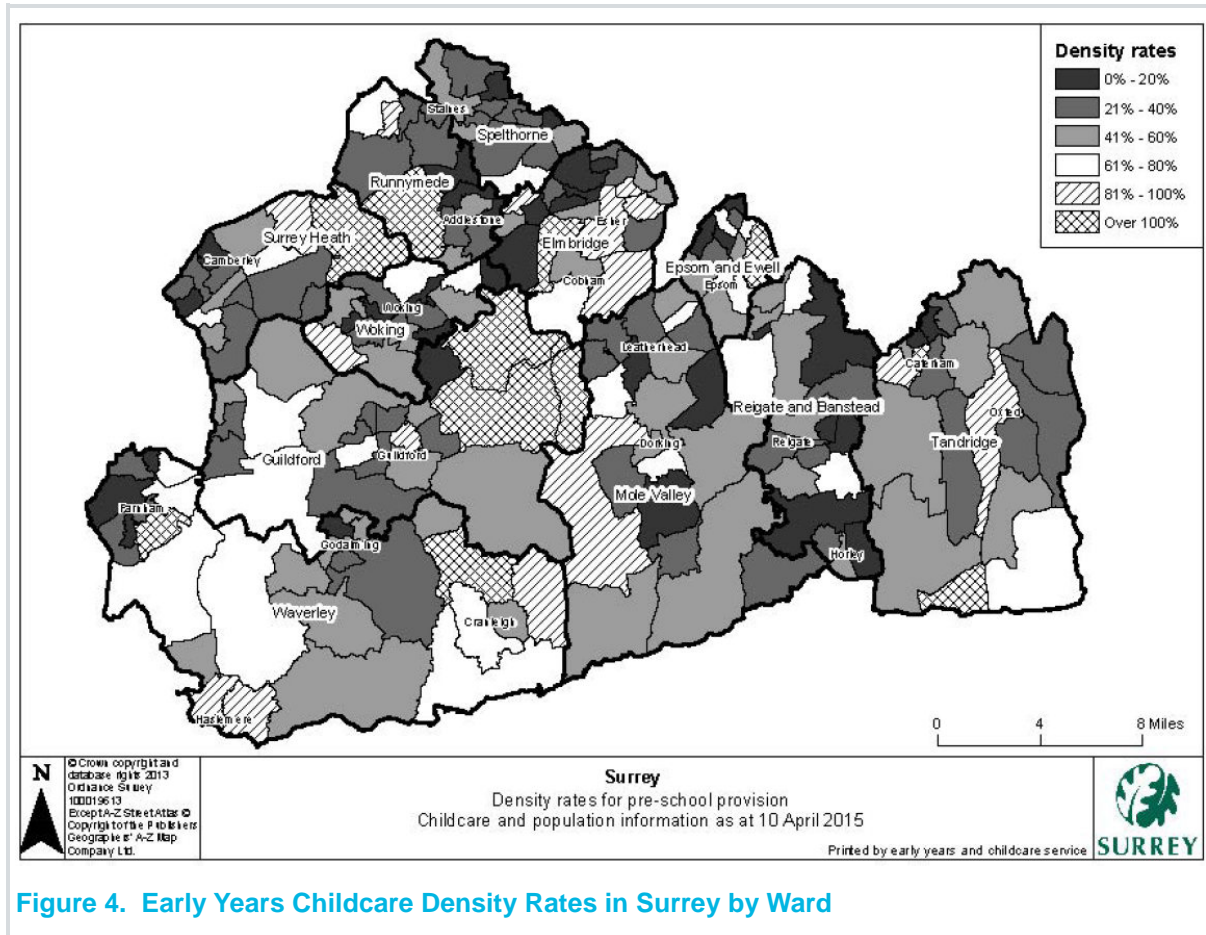 Density rates
0% - 20%
21% - 40%
41% - 60%
61% - 80%
81% - 100%
Over 100%
Staines
Spelthorne
Runnymede
Addlestone
Esher
Surrey Heath
Elmbridge
Camberley
Epsom and Ewell
Cobham
Epsom
Woking
Woking
Leatherhead
Caterham
Reigate and Banstead
Oxted
Dorking
Reigate
Tandridge
Guildford
Guildford
Mole Valley
Farnham
Godalming
Horley
Waverley
Cranleigh
Haslemere
0 4 8 Miles
N
© Crown copyright and
database rights 2013
Ordnance Survey
100019613
Except A-Z Street Atlas ©
Copyright of the Publishers
Geographers' A-Z Map
Company Ltd.
Surrey
Density rates for pre-school provision
Childcare and population information as at 10 April 2015
Printed by early years and childcare service
SURREY
Figure 4. Early Years Childcare Density Rates in Surrey by Ward